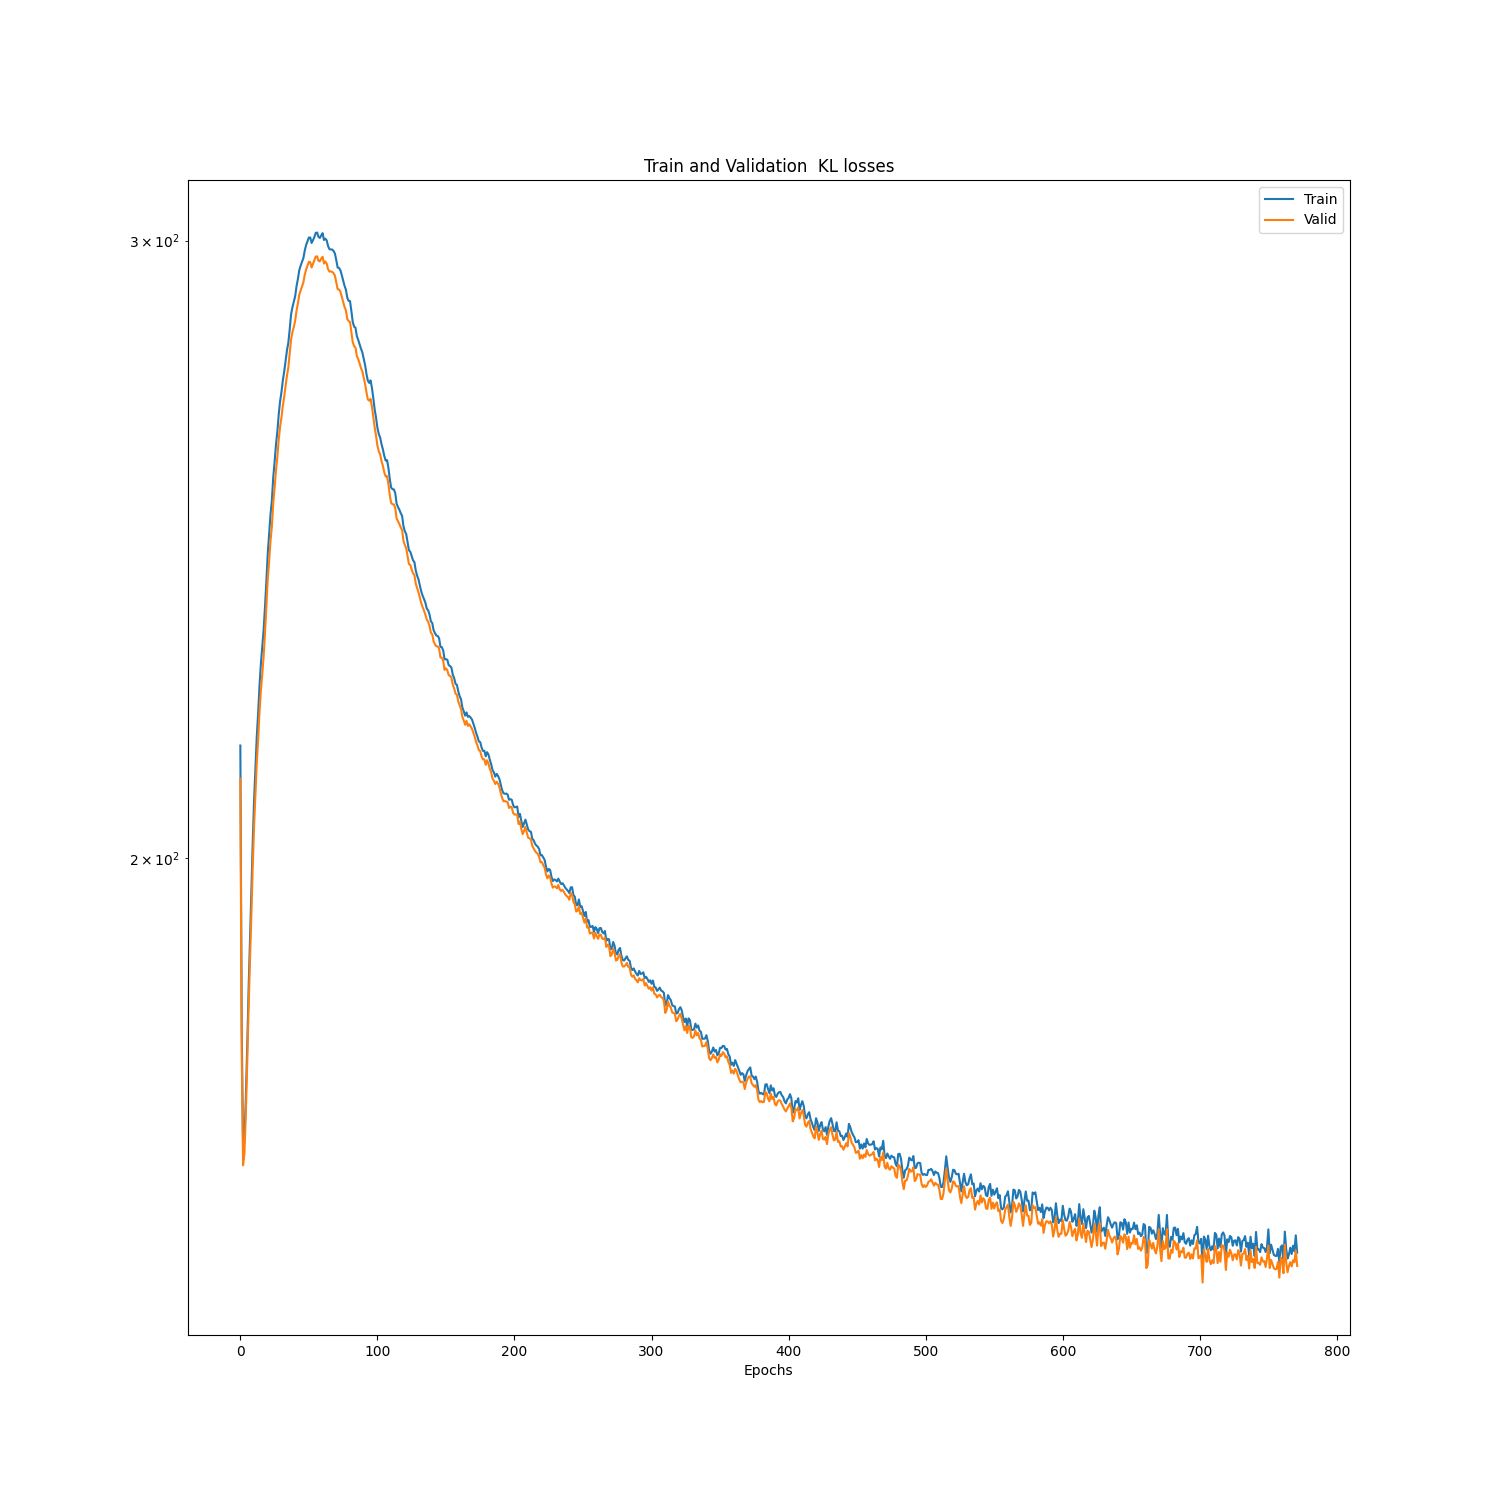 Train and Validation  KL losses
Train
Valid
3 × 10²
2 × 10²
0 100 200 300 400 500 600 700 800
Epochs